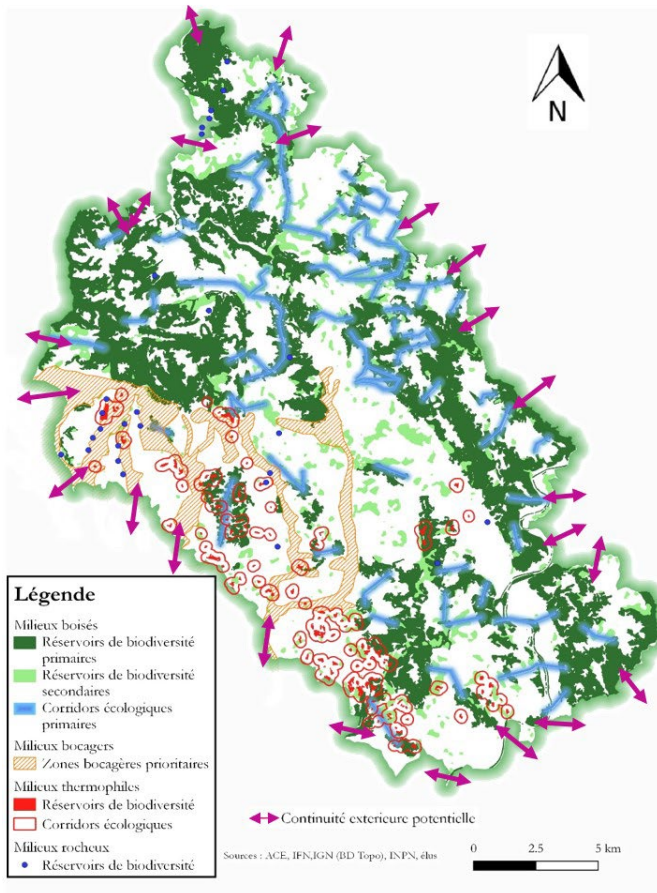 N
Légende
Milieux boisés
Réservoirs de biodiversité
primaires
Réservoirs de biodiversité
secondaires
Corridors écologiques
primaires
Milieux bocagers
Zones bocagères prioritaires
Milieux thermophiles
Réservoirs de biodiversité
Corridors écologiques
Milieux rocheux
Réservoirs de biodiversité
Continuité exterieure potentielle
Sources : ACE, IFN,IGN (BD Topo), INPN, élus
0 2.5 5 km